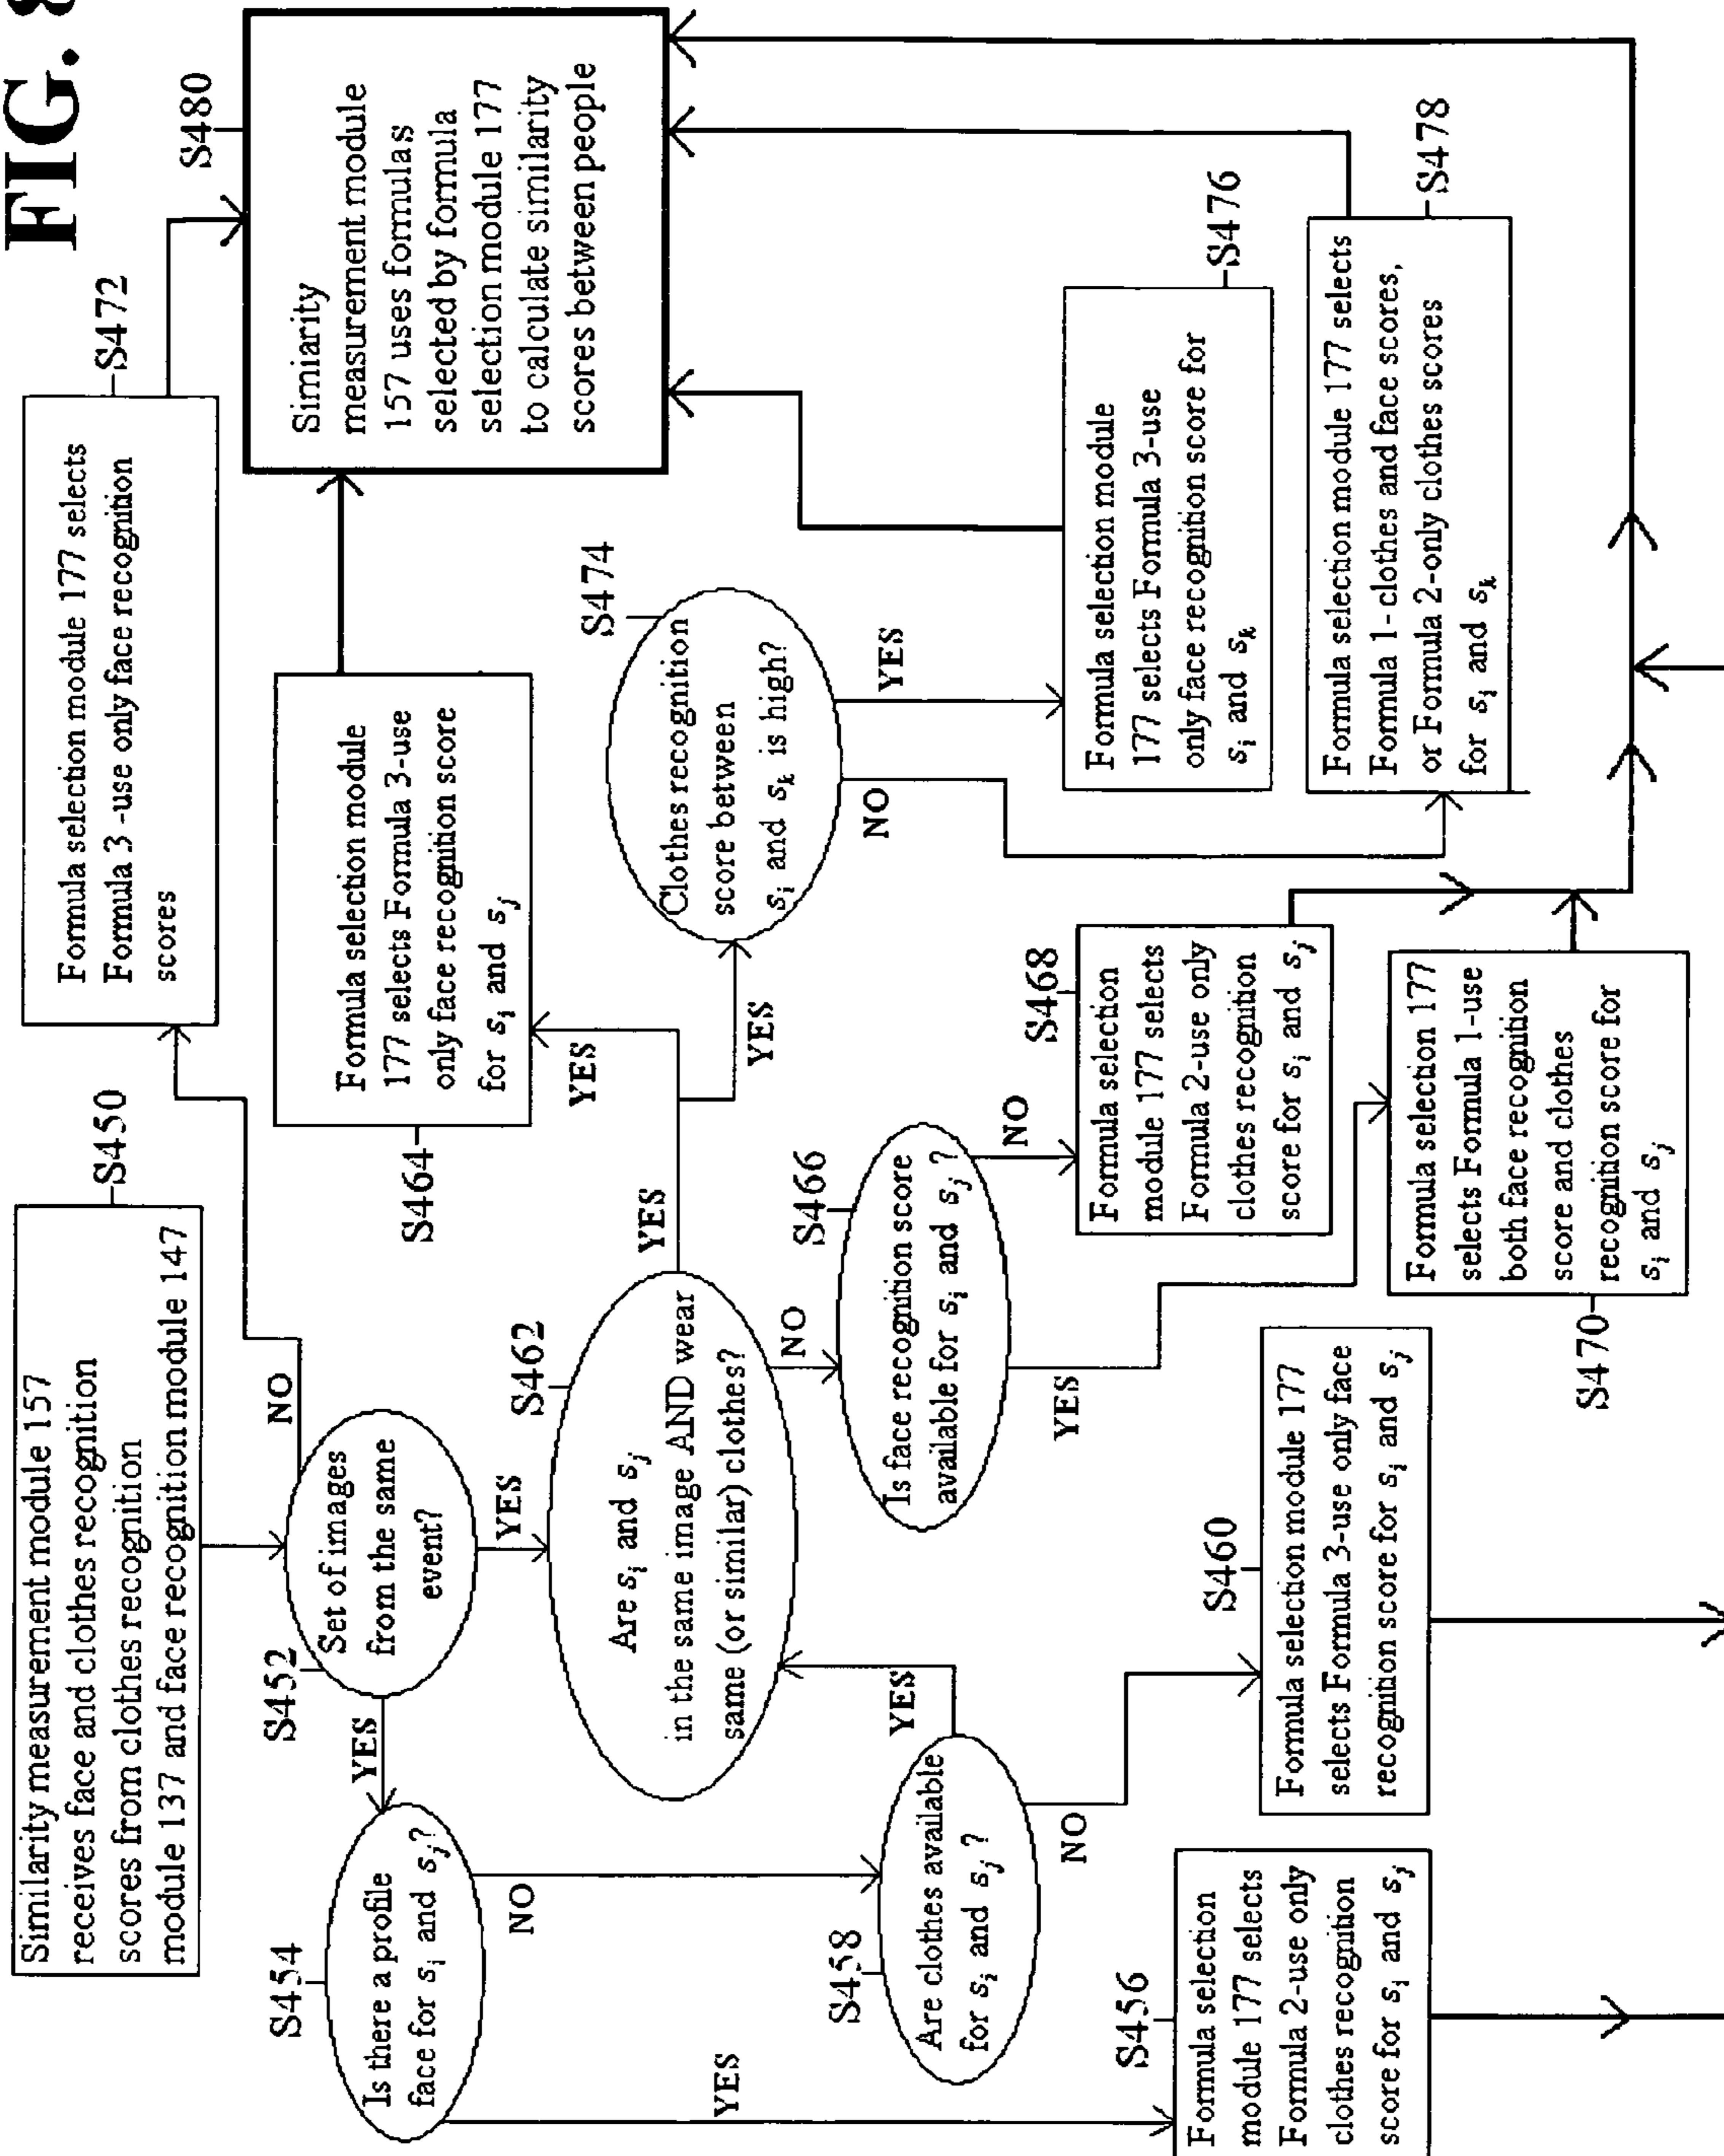 FIG. 8
Similarity measurement module 157
receives face and clothes recognition
scores from clothes recognition
module 137 and face recognition module 147
S450
Set of images
from the same
event?
S452
NO
YES
YES
Formula selection module 177 selects
Formula 3 -use only face recognition
scores
S472
Is there a profile
face for si and sj?
S454
NO
YES
Formula selection
module 177 selects
Formula 2-use only
clothes recognition
score for si and sj
S456
Are clothes available
for si and sj?
S458
YES
NO
Formula selection module 177
selects Formula 3-use only face
recognition score for si and sj
S460
Are si and sj
in the same image AND wear
same (or similar) clothes?
S462
YES
YES
YES
NO
Formula selection module
177 selects Formula 3-use
only face recognition score
for si and sj
S464
Is face recognition score
available for si and sj?
S466
NO
YES
Formula selection
module 177 selects
Formula 2-use only
clothes recognition
score for si and sj
S468
Formula selection 177
selects Formula 1-use
both face recognition
score and clothes
recognition score for
si and sj
S470
Clothes recognition
score between
si and sk is high?
S474
YES
NO
Formula selection module
177 selects Formula 3-use
only face recognition score for
si and sk
S476
Formula selection module 177 selects
Formula 1- clothes and face scores,
or Formula 2-only clothes scores
for si and sk
S478
Simiarity
measurement module
157 uses formulas
selected by formula
selection module 177
to calculate similarity
scores between people
S480